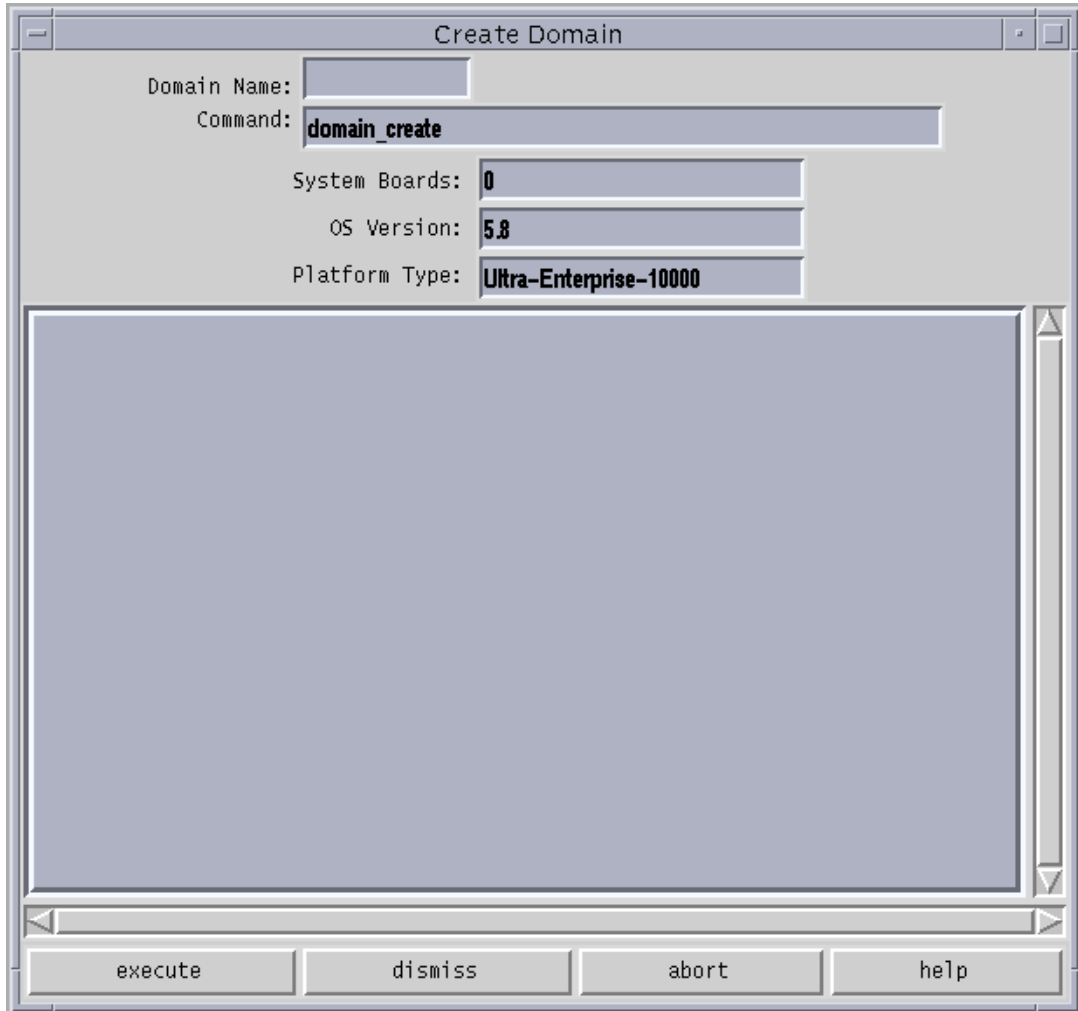 Create Domain
Domain Name:
Command: domain_create
System Boards: 0
OS Version: 5.8
Platform Type: Ultra-Enterprise-10000
execute dismiss abort help